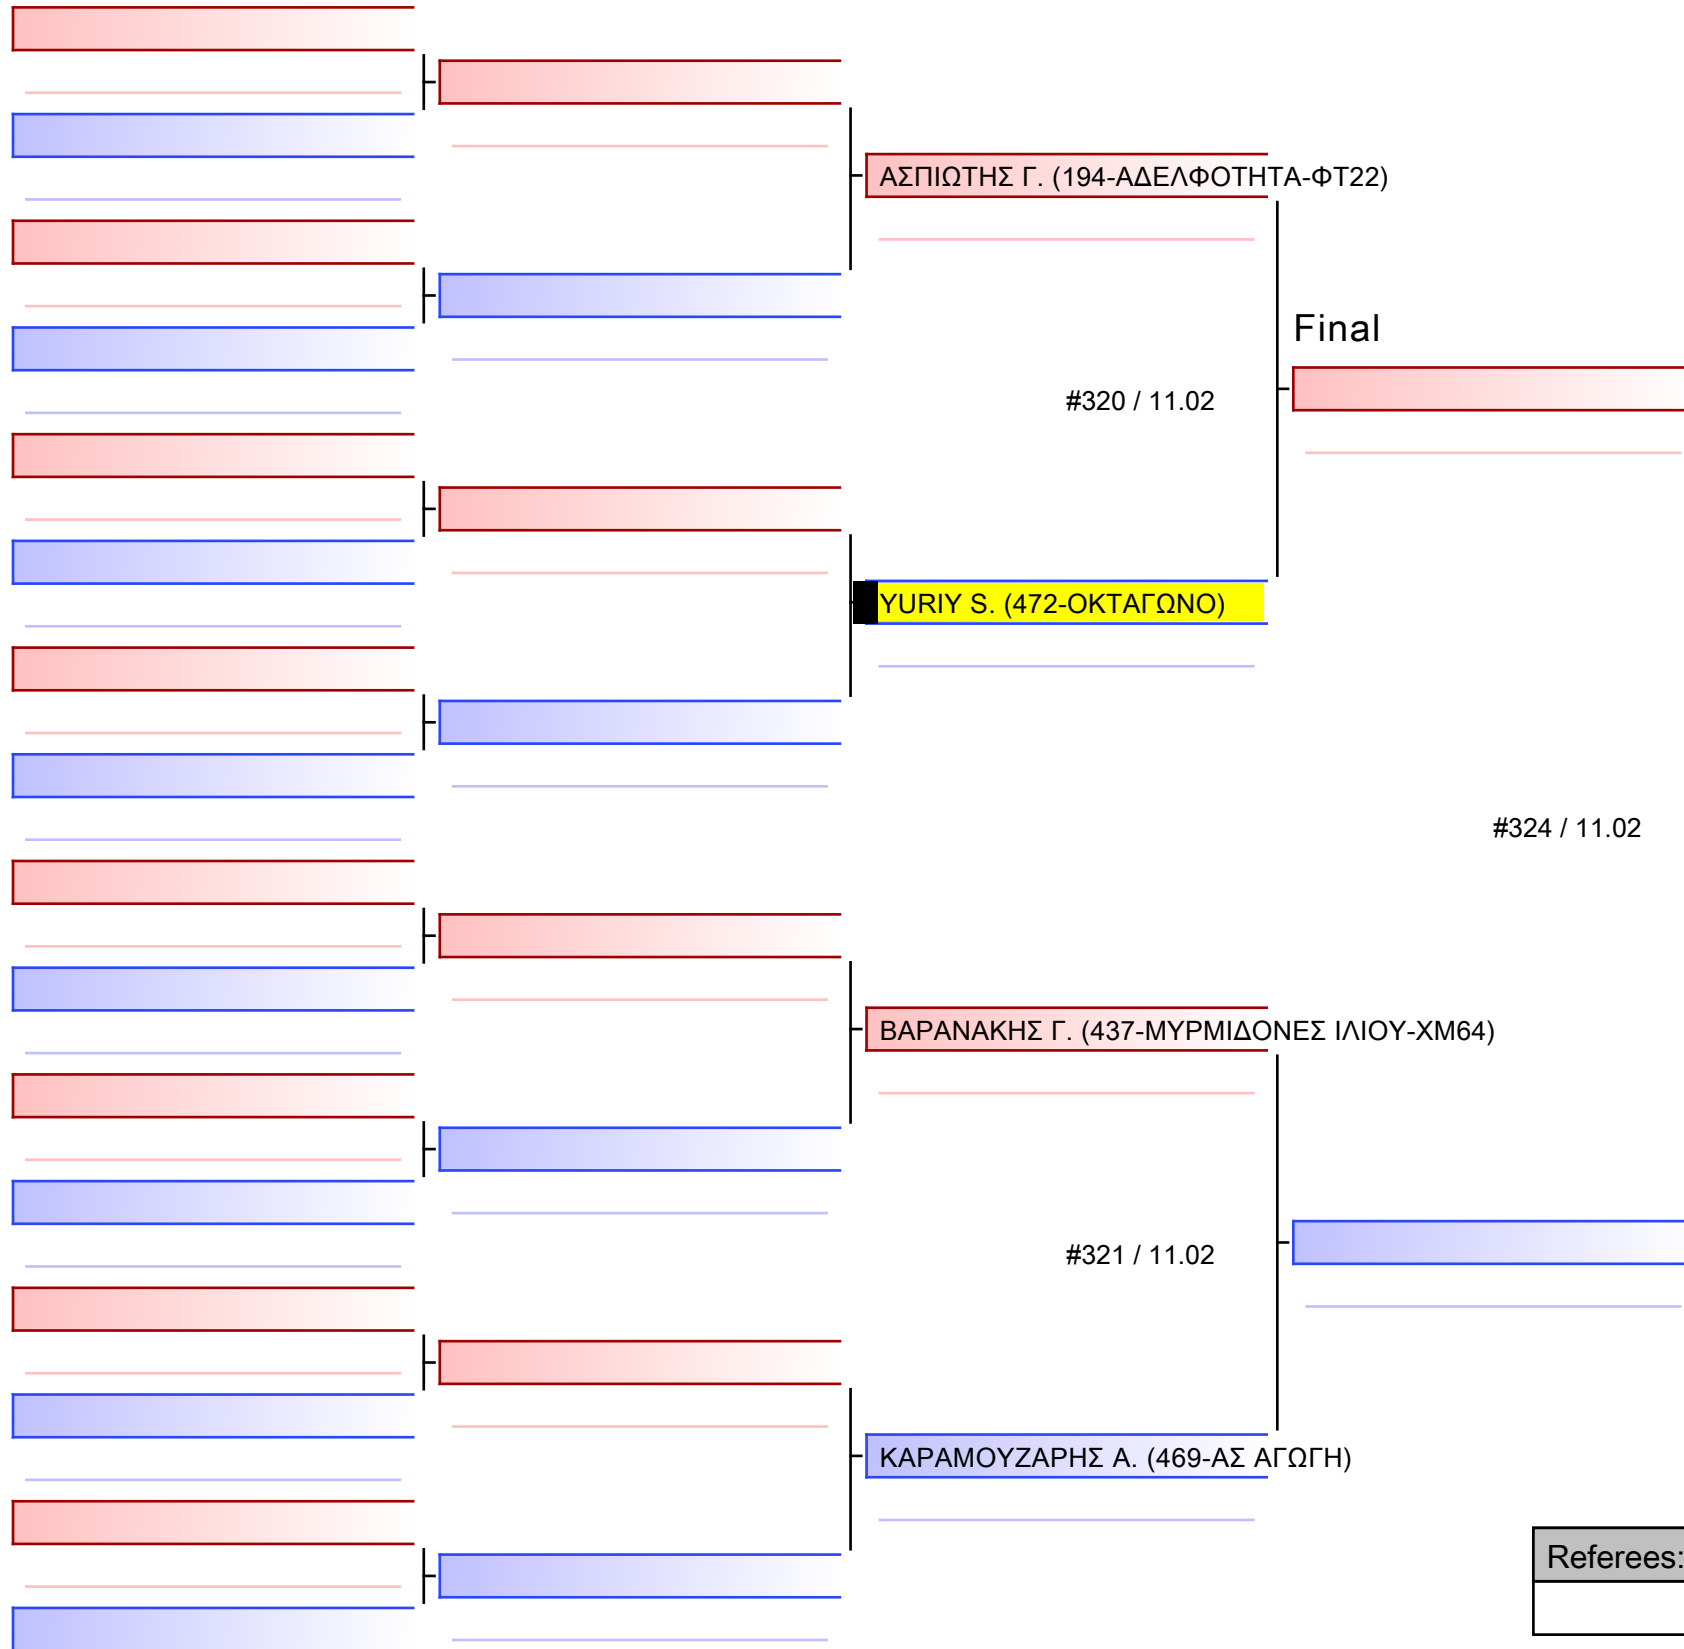 ΑΣΠΙΩΤΗΣ Γ. (194-ΑΔΕΛΦΟΤΗΤΑ-ΦΤ22)
Final
#320 / 11.02
YURIY S. (472-ΟΚΤΑΓΩΝΟ)
#324 / 11.02
ΒΑΡΑΝΑΚΗΣ Γ. (437-ΜΥΡΜΙΔΟΝΕΣ ΙΛΙΟΥ-ΧΜ64)
#321 / 11.02
ΚΑΡΑΜΟΥΖΑΡΗΣ Α. (469-ΑΣ ΑΓΩΓΗ)
Referees: